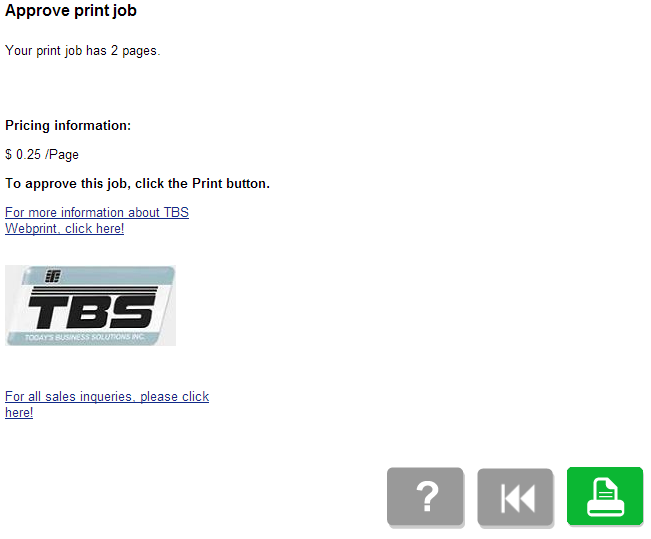 Approve print job
Your print job has 2 pages.
Pricing information:
$ 0.25 /Page
To approve this job, click the Print button.
For more information about TBS
Webprint, click here!
TBS
TODAY'S BUSINESS SOLUTIONS INC.
For all sales inqueries, please click
here!
?